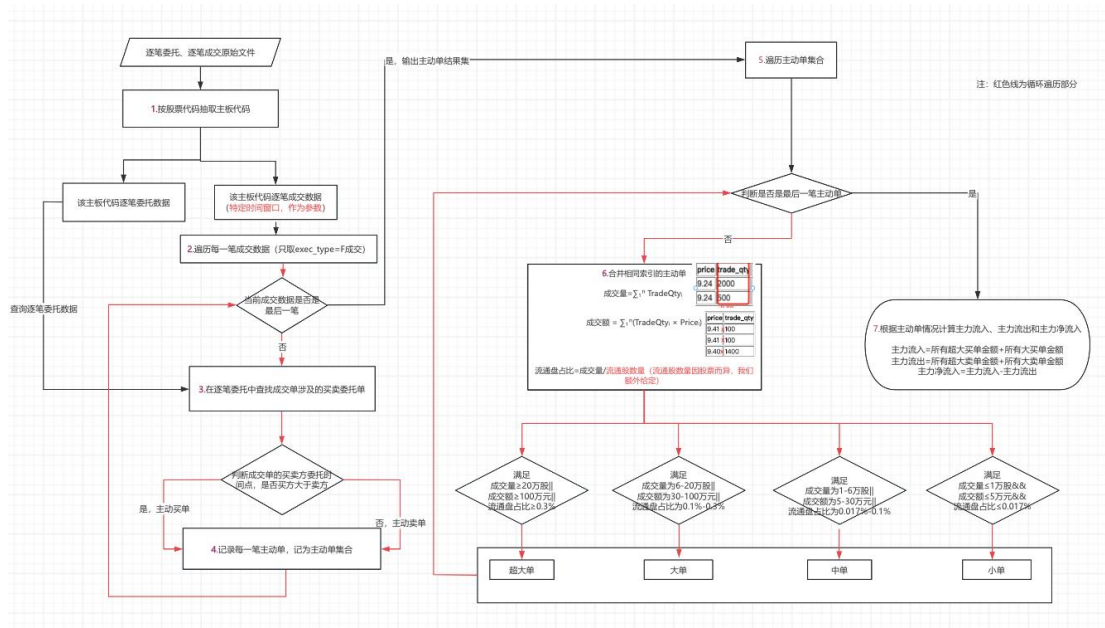 逐笔委托、逐笔成交原始文件
1.按股票代码抽取主板代码
该主板代码逐笔委托数据
该主板代码逐笔成交数据
(特定时间窗口，作为参数)
2.遍历每一笔成交数据（只取exec_type=F成交）
查询逐笔委托数据
当前成交数据是否是
最后一笔
否
3.在逐笔委托中查找成交单涉及的买卖委托单
判断成交单的买卖方委托时
间点，是否买方大于卖方
是，主动买单
否，主动卖单
4.记录每一笔主动单，记为主动单集合
是，输出主动单结果集
5.遍历主动单集合
注：红色线为循环遍历部分
判断是否是最后一笔主动单
是
否
6.合并相同索引的主动单
成交量=∑₁ⁿ TradeQtyᵢ
price trade_qty
9.24 2000
9.24 500
成交额 = ∑₁ⁿ(TradeQtyᵢ × Priceᵢ)
price trade_qty
9.41 x 100
9.41 x 100
9.40 x 1400
流通盘占比=成交量/流通股数量（流通股数量因股票而异，我们
额外给定）
7.根据主动单情况计算主力流入、主力流出和主力净流入
主力流入=所有超大买单金额+所有大买单金额
主力流出=所有超大卖单金额+所有大卖单金额
主力净流入=主力流入-主力流出
满足
成交量≥20万股||
成交额≥100万元||
流通盘占比≥0.3%
满足
成交量为6-20万股||
成交额为30-100万元||
流通盘占比为0.1%-0.3%
满足
成交量为1-6万股||
成交额为5-30万元||
流通盘占比为0.017%-0.1%
满足
成交量≤1万股&&
成交额≤5万元&&
流通盘占比≤0.017%
超大单
大单
中单
小单